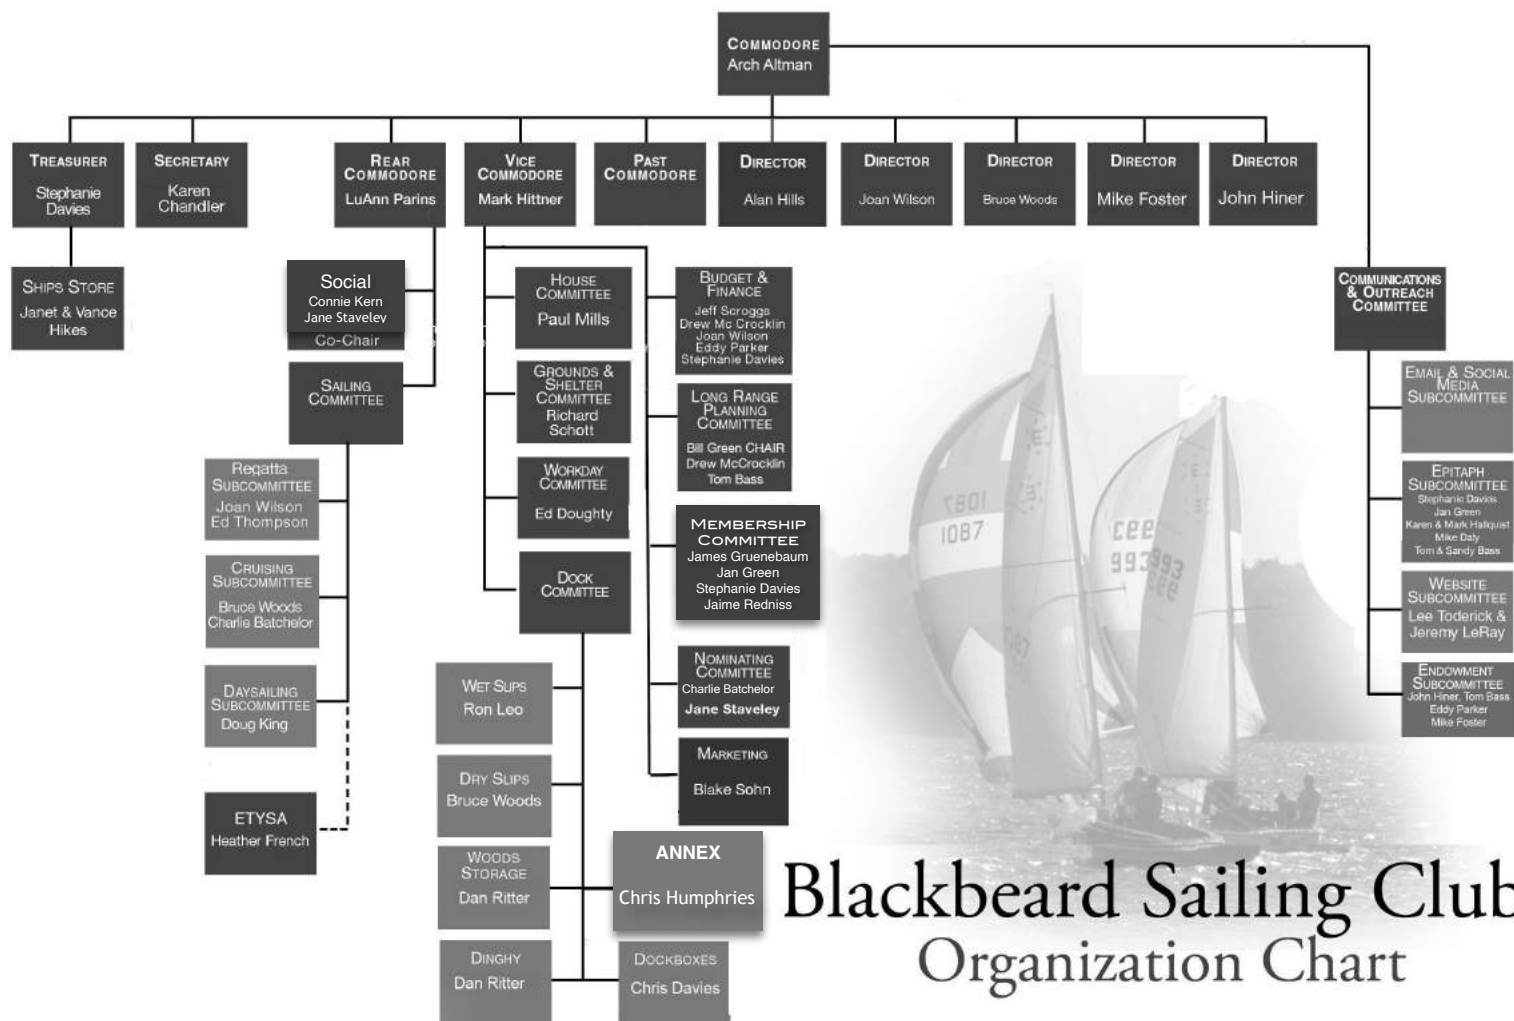 COMMODORE
Arch Altman
TREASURER
Stephanie
Davies
SECRETARY
Karen
Chandler
REAR
COMMODORE
LuAnn Parins
VICE
COMMODORE
Mark Hittner
PAST
COMMODORE
DIRECTOR
Alan Hills
DIRECTOR
Joan Wilson
DIRECTOR
Bruce Woods
DIRECTOR
Mike Foster
DIRECTOR
John Hiner
SHIPS STORE
Janet & Vance
Hikes
Social
Connie Kern
Jane Staveley
Co-Chair
SAILING
COMMITTEE
Regatta
SUBCOMMITTEE
Joan Wilson
Ed Thompson
CRUISING
SUBCOMMITTEE
Bruce Woods
Charlie Batchelor
DAYSAILING
SUBCOMMITTEE
Doug King
ETYSA
Heather French
HOUSE
COMMITTEE
Paul Mills
GROUNDS &
SHELTER
COMMITTEE
Richard
Schott
WORKDAY
COMMITTEE
Ed Doughty
DOCK
COMMITTEE
WET SLIPS
Ron Leo
DRY SLIPS
Bruce Woods
WOODS
STORAGE
Dan Ritter
DINGHY
Dan Ritter
ANNEX
Chris Humphries
DOCKBOXES
Chris Davies
BUDGET &
FINANCE
Jeff Scroggs
Drew Mc Crocklin
Joan Wilson
Eddy Parker
Stephanie Davies
LONG RANGE
PLANNING
COMMITTEE
Bill Green CHAIR
Drew McCrocklin
Tom Bass
MEMBERSHIP
COMMITTEE
James Gruenebaum
Jan Green
Stephanie Davies
Jaime Redniss
NOMINATING
COMMITTEE
Charlie Batchelor
Jane Staveley
MARKETING
Blake Sohn
COMMUNICATIONS
& OUTREACH
COMMITTEE
EMAIL & SOCIAL
MEDIA
SUBCOMMITTEE
EPITAPH
SUBCOMMITTEE
Stephanie Davies
Jan Green
Karen & Mark Hallquist
Mike Daly
Tom & Sandy Bass
WEBSITE
SUBCOMMITTEE
Lee Toderick &
Jeremy LeRay
ENDOWMENT
SUBCOMMITTEE
John Hiner, Tom Bass
Eddy Parker
Mike Foster
1087
1087
993
993
Blackbeard Sailing Club
Organization Chart